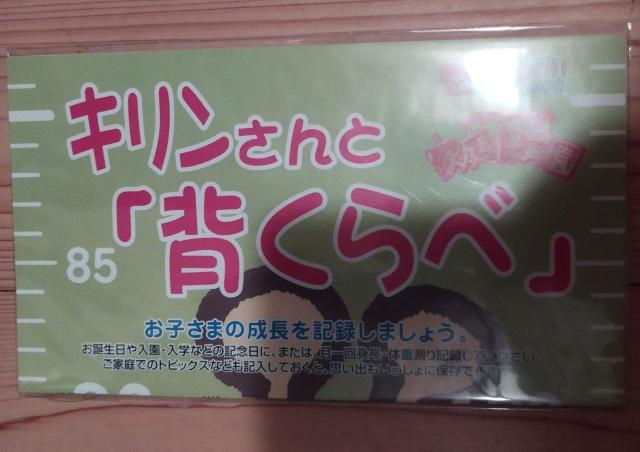 キリンさんと
「背くらべ」
85
お子さまの成長を記録しましょう。
お誕生日や入園・入学などの記念日に、または、月一回身長・体重測り記録してください。
ご家庭でのトピックスなども記入しておくと、思い出もいっしょに保存できます。